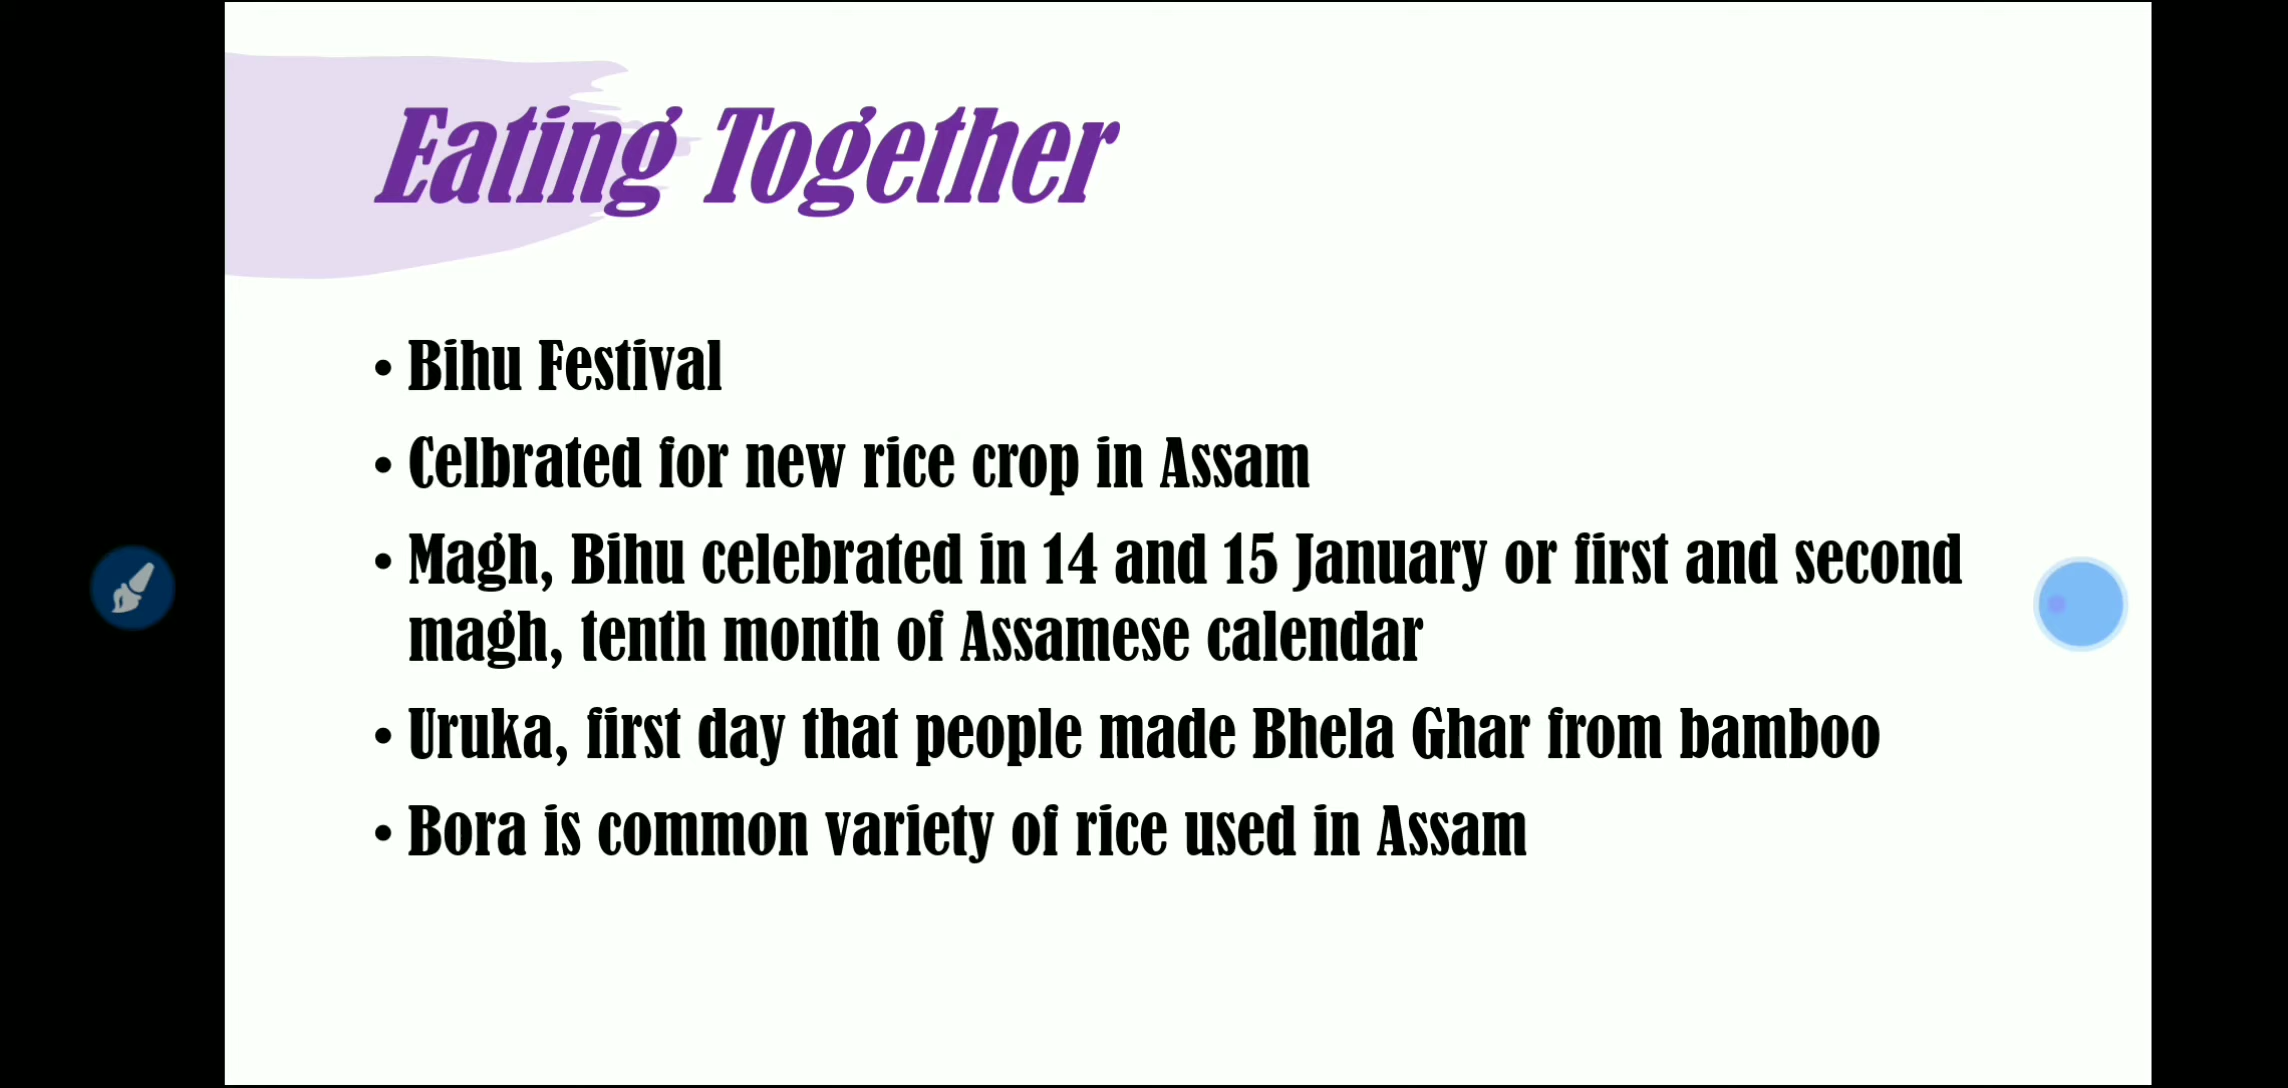 Eating Together
• Bihu Festival
• Celbrated for new rice crop in Assam
• Magh, Bihu celebrated in 14 and 15 January or first and second
magh, tenth month of Assamese calendar
• Uruka, first day that people made Bhela Ghar from bamboo
• Bora is common variety of rice used in Assam